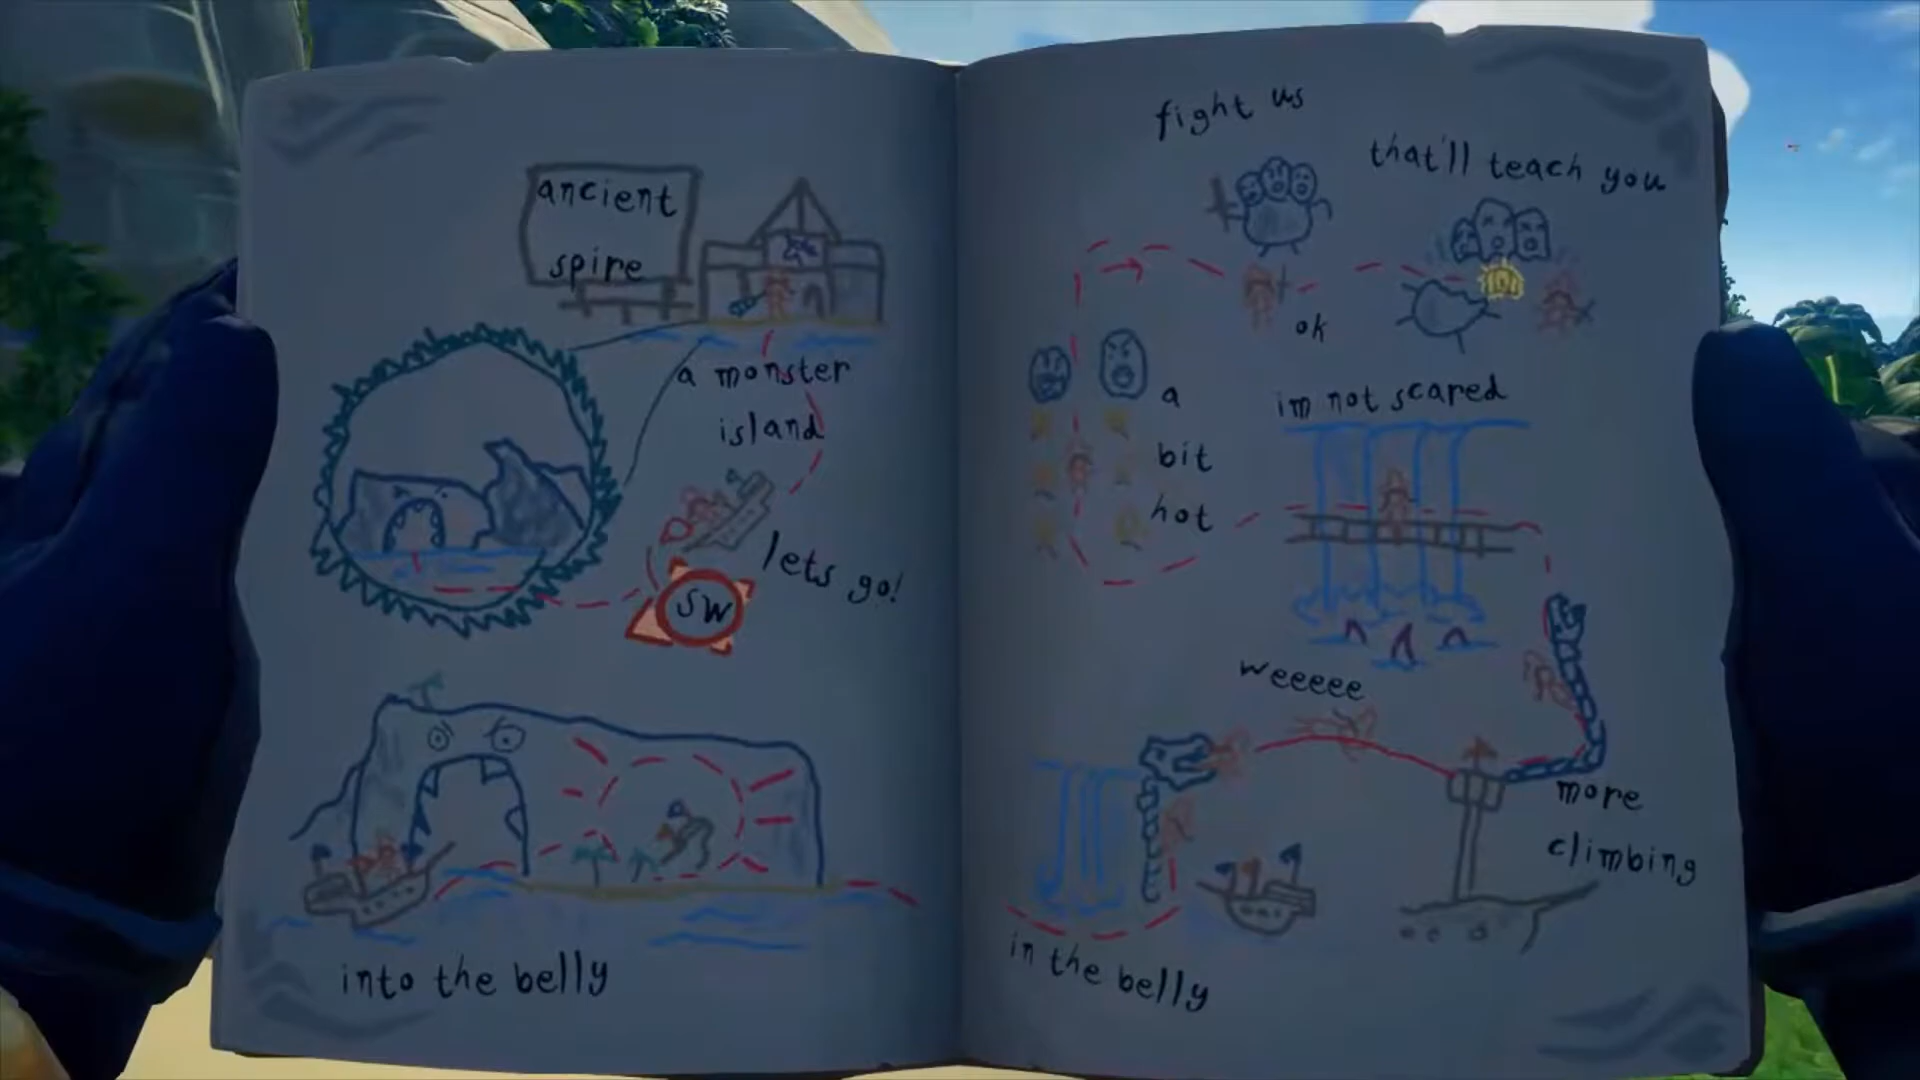 ancient
spire
a monster
island
lets go!
SW
into the belly
fight us
that'll teach you
ok
a
bit
hot
im not scared
weeeee
more
climbing
in the belly